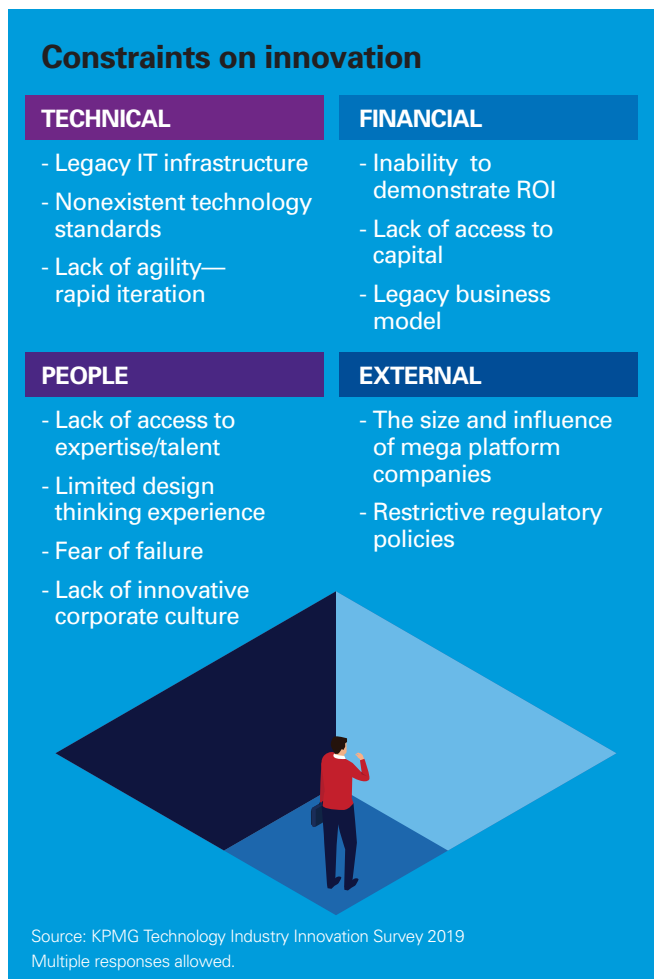 Constraints on innovation
TECHNICAL
- Legacy IT infrastructure
- Nonexistent technology
standards
- Lack of agility—
rapid iteration
FINANCIAL
- Inability to
demonstrate ROI
- Lack of access to
capital
- Legacy business
model
PEOPLE
- Lack of access to
expertise/talent
- Limited design
thinking experience
- Fear of failure
- Lack of innovative
corporate culture
EXTERNAL
- The size and influence
of mega platform
companies
- Restrictive regulatory
policies
Source: KPMG Technology Industry Innovation Survey 2019
Multiple responses allowed.